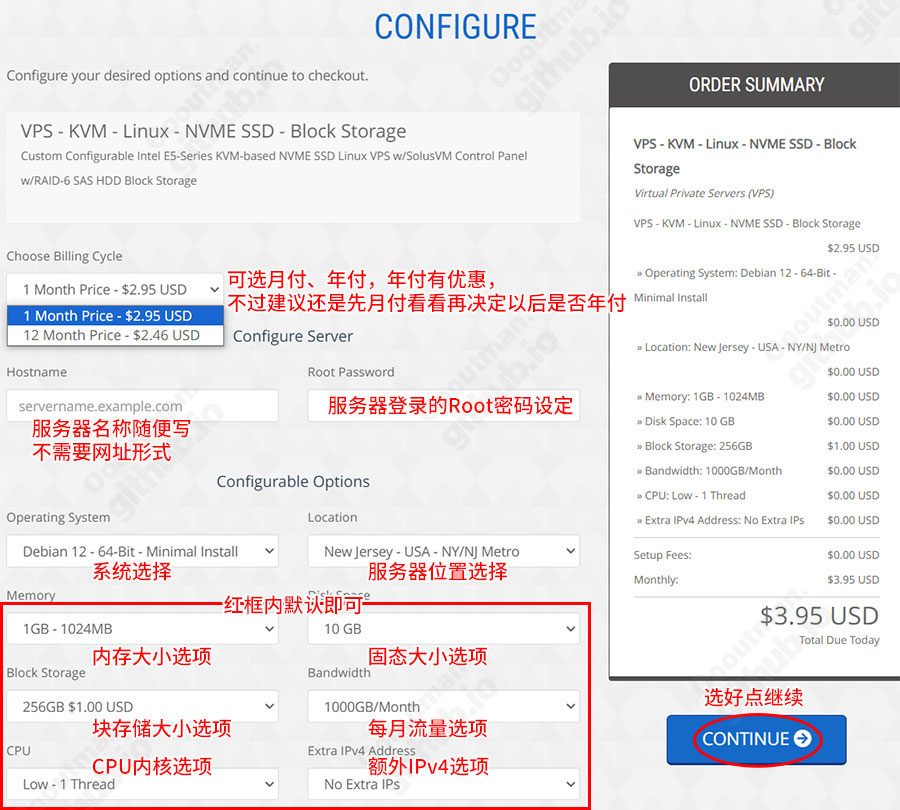 CONFIGURE
Configure your desired options and continue to checkout.
VPS - KVM - Linux - NVME SSD - Block Storage
Custom Configurable Intel E5-Series KVM-based NVME SSD Linux VPS w/SolusVM Control Panel
w/RAID-6 SAS HDD Block Storage
Choose Billing Cycle
1 Month Price - $2.95 USD
1 Month Price - $2.95 USD
12 Month Price - $2.46 USD
可选月付、年付，年付有优惠，
不过建议还是先月付看看再决定以后是否年付
Configure Server
Hostname
servername.example.com
服务器名称随便写
不需要网址形式
Root Password
服务器登录的Root密码设定
Configurable Options
Operating System
Debian 12 - 64-Bit - Minimal Install
系统选择
Location
New Jersey - USA - NY/NJ Metro
服务器位置选择
红框内默认即可
Memory
1GB - 1024MB
内存大小选项
Disk Space
10 GB
固态大小选项
Block Storage
256GB $1.00 USD
块存储大小选项
Bandwidth
1000GB/Month
每月流量选项
CPU
CPU内核选项
Low - 1 Thread
Extra IPv4 Address
额外IPv4选项
No Extra IPs
ORDER SUMMARY
VPS - KVM - Linux - NVME SSD - Block
Storage
Virtual Private Servers (VPS)
VPS - KVM - Linux - NVME SSD - Block Storage
$2.95 USD
» Operating System: Debian 12 - 64-Bit -
Minimal Install
$0.00 USD
» Location: New Jersey - USA - NY/NJ Metro
$0.00 USD
» Memory: 1GB - 1024MB $0.00 USD
» Disk Space: 10 GB $0.00 USD
» Block Storage: 256GB $1.00 USD
» Bandwidth: 1000GB/Month $0.00 USD
» CPU: Low - 1 Thread $0.00 USD
» Extra IPv4 Address: No Extra IPs $0.00 USD
Setup Fees: $0.00 USD
Monthly: $3.95 USD
$3.95 USD
Total Due Today
选好点继续
CONTINUE